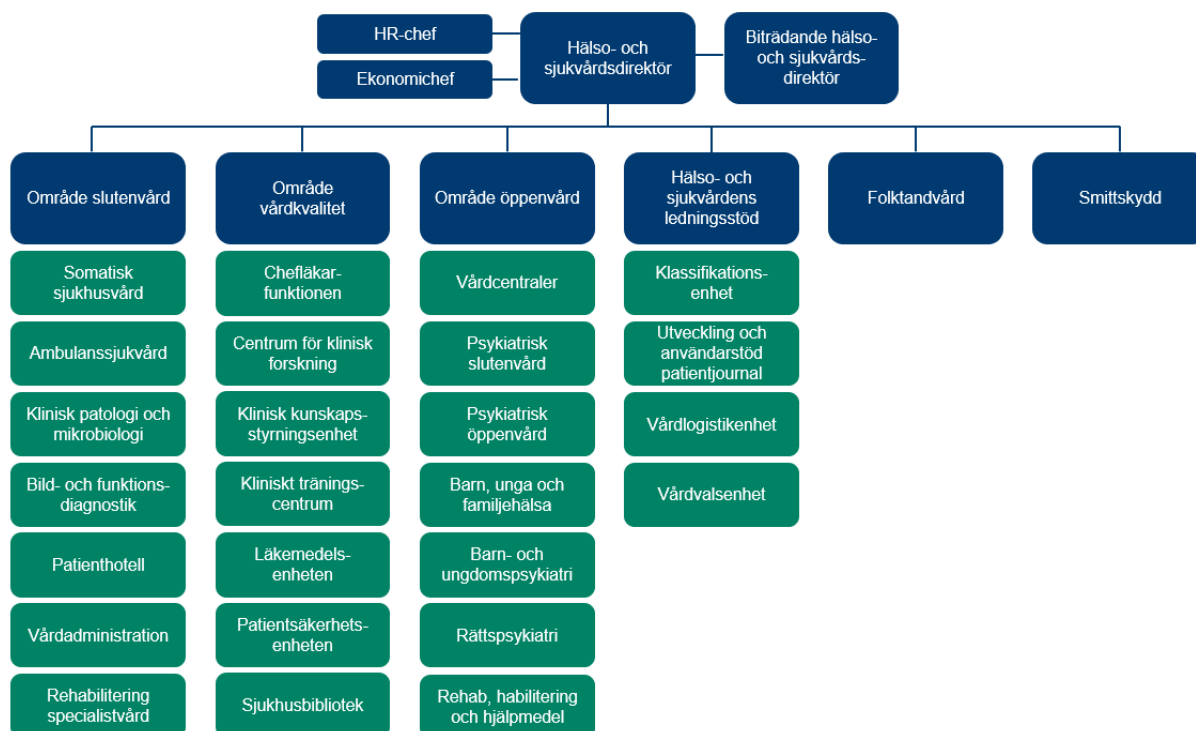 HR-chef
Ekonomichef
Hälso- och
sjukvårdsdirektör
Biträdande hälso-
och sjukvårds-
direktör
Område slutenvård
Somatisk
sjukhusvård
Ambulanssjukvård
Klinisk patologi och
mikrobiologi
Bild- och funktions-
diagnostik
Patienthotell
Vårdadministration
Rehabilitering
specialistvård
Område
vårdkvalitet
Chefläkar-
funktionen
Centrum för klinisk
forskning
Klinisk kunskaps-
styrningsenhet
Kliniskt tränings-
centrum
Läkemedels-
enheten
Patientsäkerhets-
enheten
Sjukhusbibliotek
Område öppenvård
Vårdcentraler
Psykiatrisk
slutenvård
Psykiatrisk
öppenvård
Barn, unga och
familjehälsa
Barn- och
ungdomspsykiatri
Rättspsykiatri
Rehab, habilitering
och hjälpmedel
Hälso- och
sjukvårdens
ledningsstöd
Klassifikations-
enhet
Utveckling och
användarstöd
patientjournal
Vårdlogistikenhet
Vårdvalsenhet
Folktandvård
Smittskydd